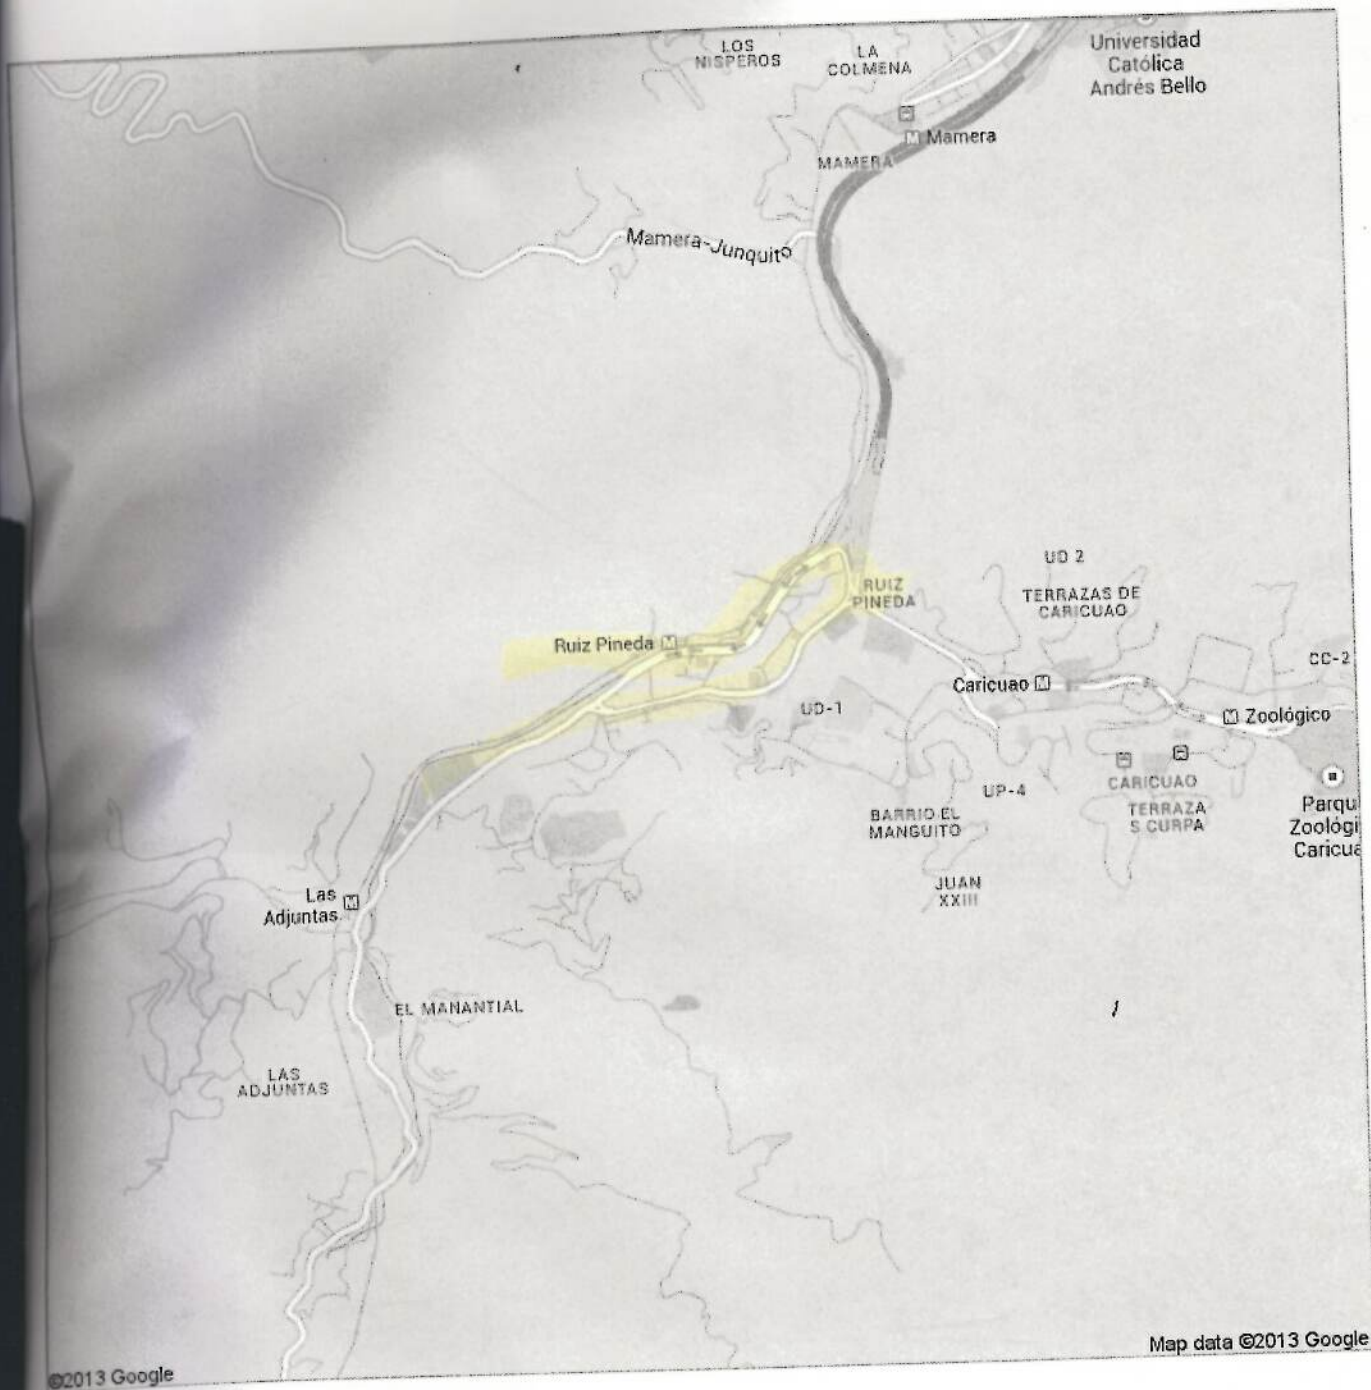 LOS
NISPEROS
LA
COLMENA
Universidad
Católica
Andrés Bello
Mamera
MAMERA
Mamera-Junquito
UD 2
RUIZ
PINEDA
TERRAZAS DE
CARICUAO
Ruiz Pineda
CC-2
Caricuao
UD-1
Zoológico
UP-4
CARICUAO
BARRIO EL
MANGUITO
TERRAZA
S CURPA
Parqu
Zoológi
Caricua
JUAN
XXIII
Las
Adjuntas
EL MANANTIAL
LAS
ADJUNTAS
Map data ©2013 Google
©2013 Google